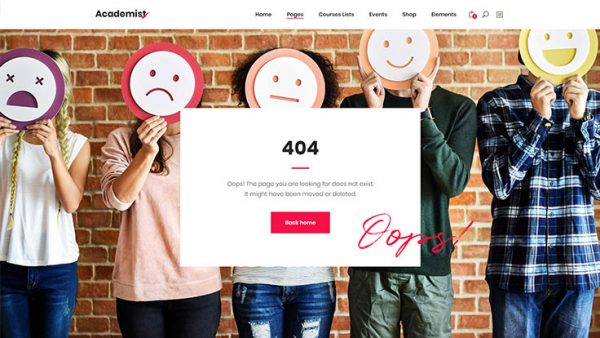 Academist
Home Pages Courses Lists Events Shop Elements
404
Oops! The page you are looking for does not exist.
It might have been moved or deleted.
Back home
Oops!